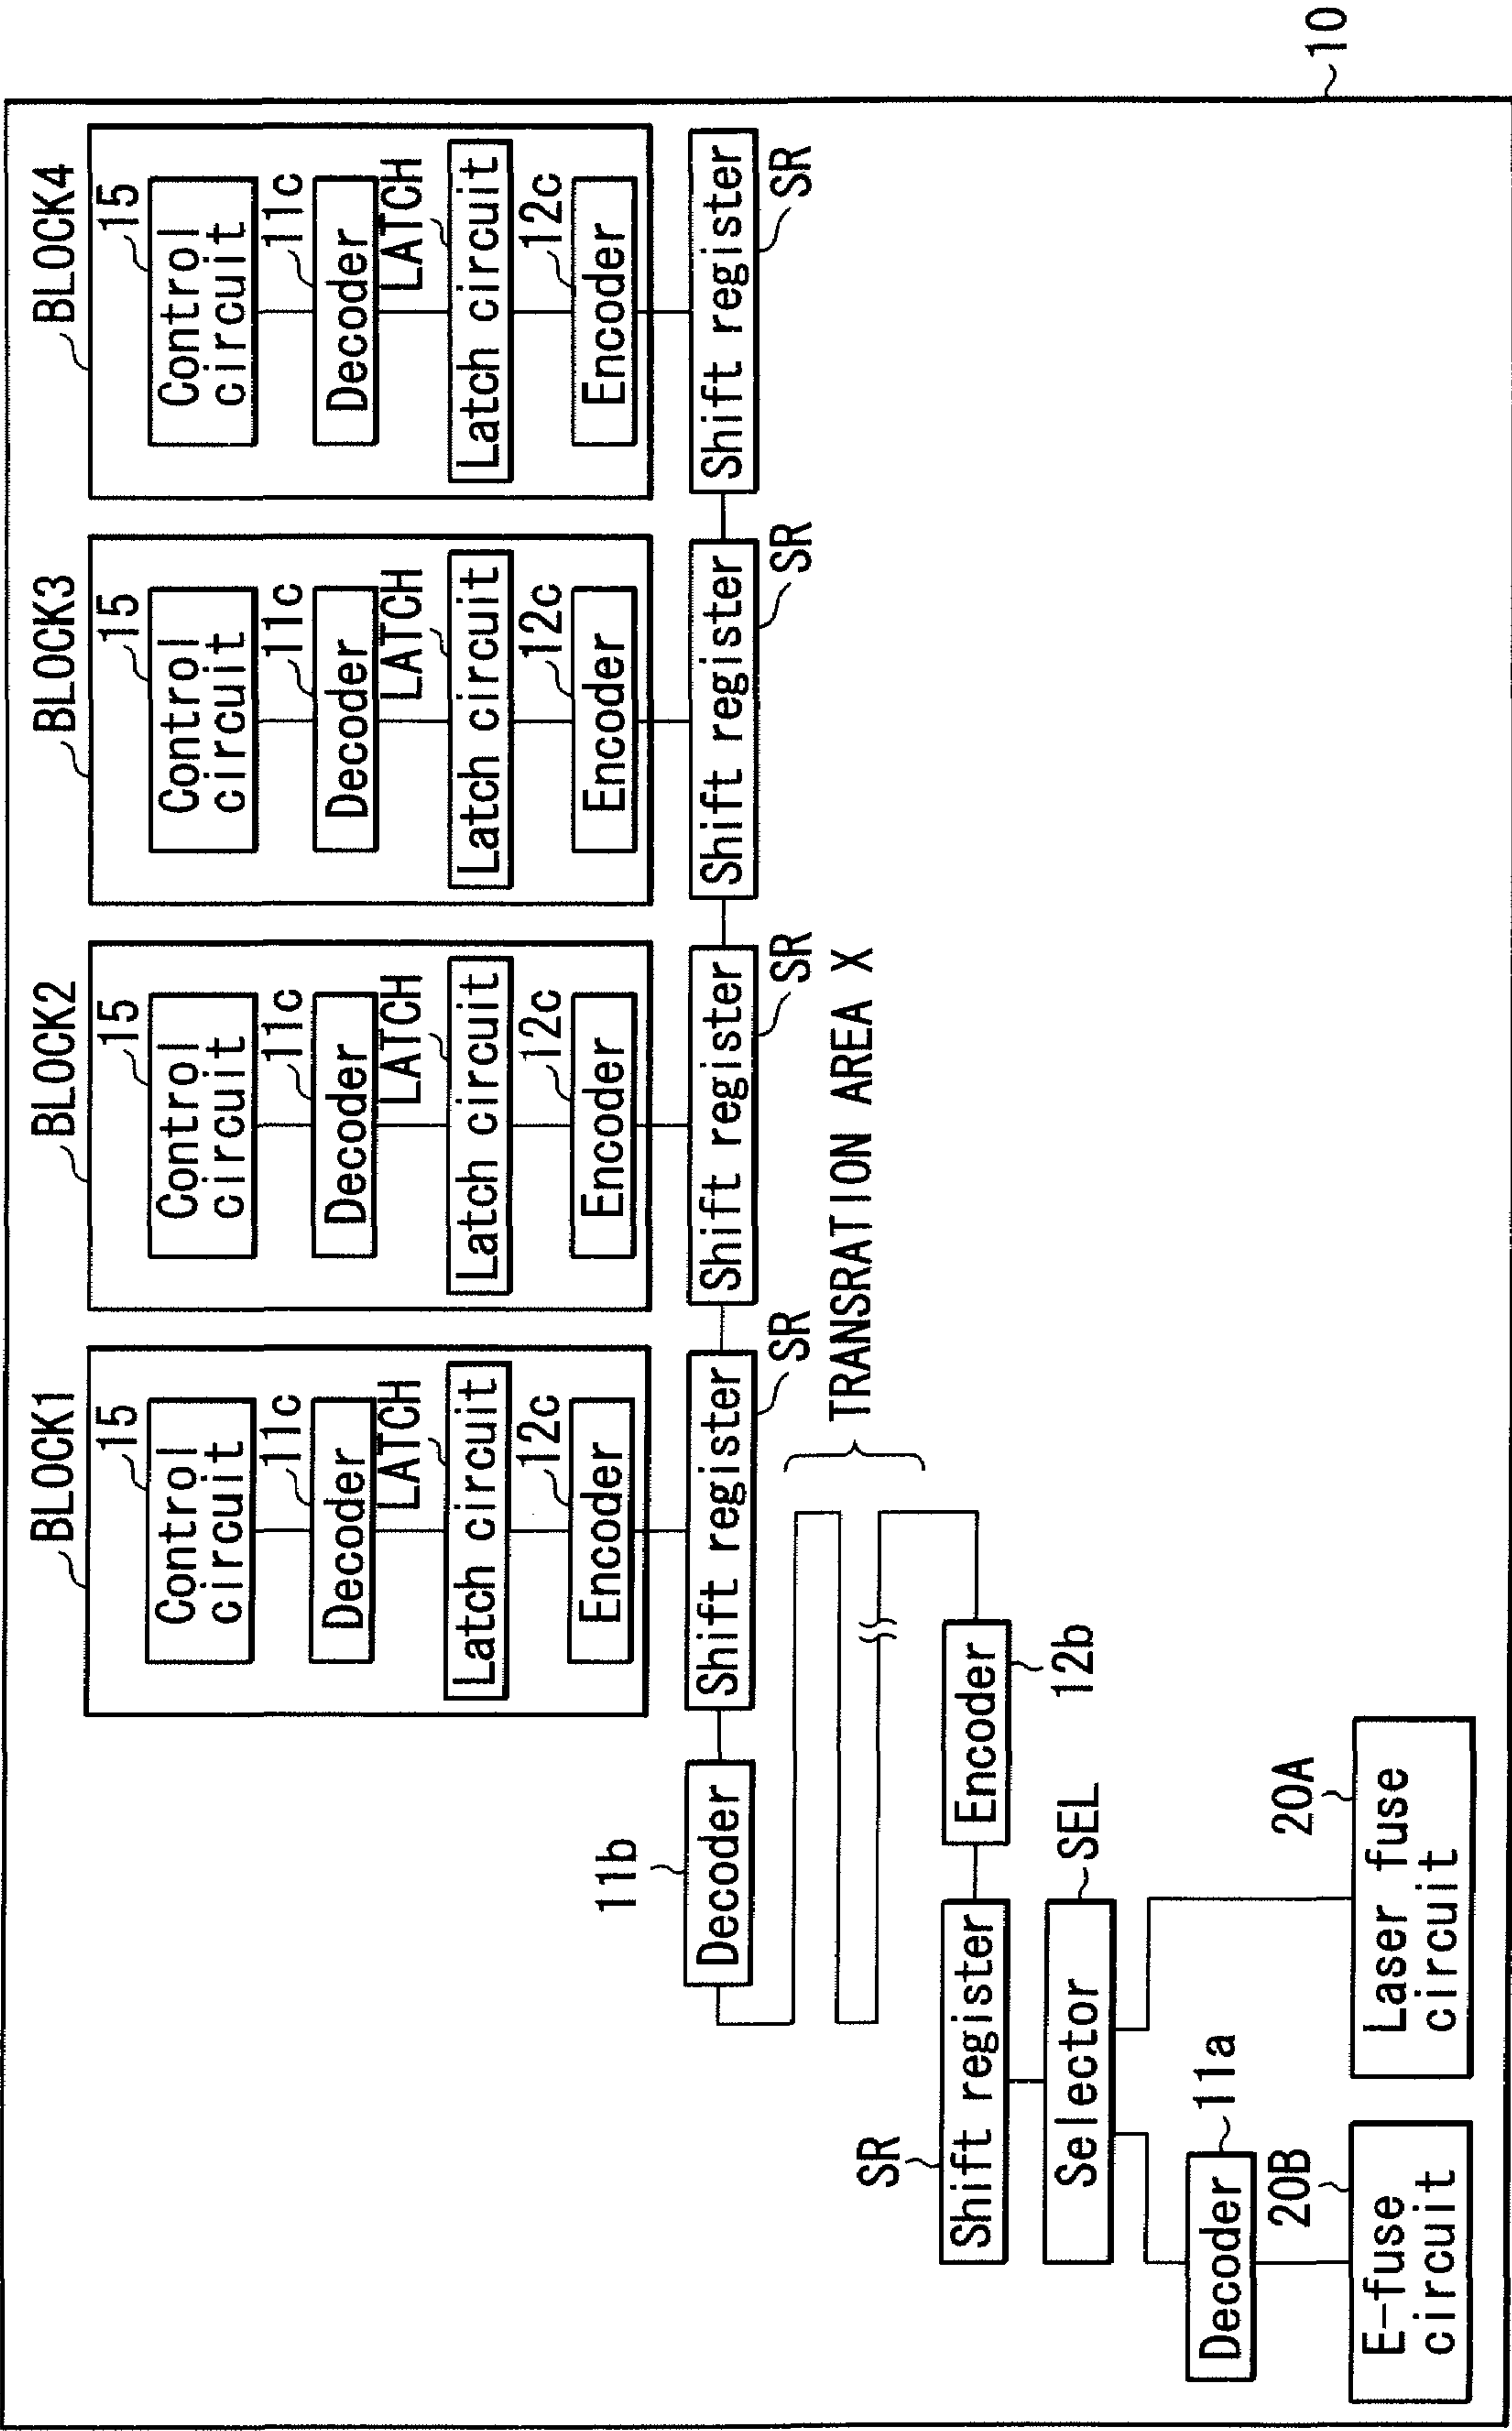 BLOCK1
15
Control
circuit
11c
Decoder
LATCH
Latch circuit
12c
Encoder
Shift register
SR
BLOCK2
15
Control
circuit
11c
Decoder
LATCH
Latch circuit
12c
Encoder
Shift register
SR
BLOCK3
15
Control
circuit
11c
Decoder
LATCH
Latch circuit
12c
Encoder
Shift register
SR
BLOCK4
15
Control
circuit
11c
Decoder
LATCH
Latch circuit
12c
Encoder
Shift register
SR
11b
Decoder
TRANSRATION AREA X
SR
Shift register
Encoder
12b
Selector
SEL
Decoder
11a
20B
E-fuse
circuit
20A
Laser fuse
circuit
10